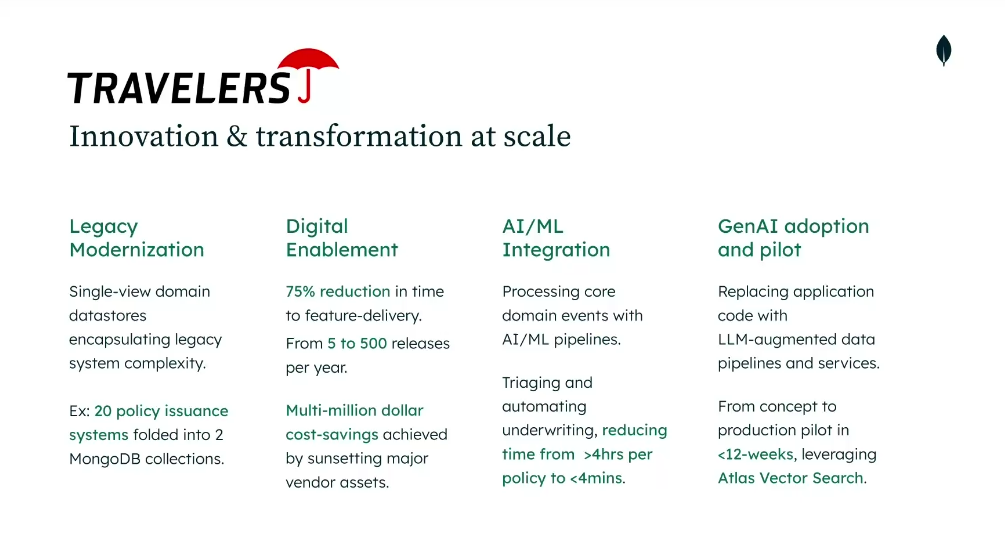 TRAVELERS
Innovation & transformation at scale
Legacy
Modernization
Single-view domain
datastores
encapsulating legacy
system complexity.
Ex: 20 policy issuance
systems folded into 2
MongoDB collections.
Digital
Enablement
75% reduction in time
to feature-delivery.
From 5 to 500 releases
per year.
Multi-million dollar
cost-savings achieved
by sunsetting major
vendor assets.
AI/ML
Integration
Processing core
domain events with
AI/ML pipelines.
Triaging and
automating
underwriting, reducing
time from  >4hrs per
policy to <4mins.
GenAI adoption
and pilot
Replacing application
code with
LLM-augmented data
pipelines and services.
From concept to
production pilot in
<12-weeks, leveraging
Atlas Vector Search.